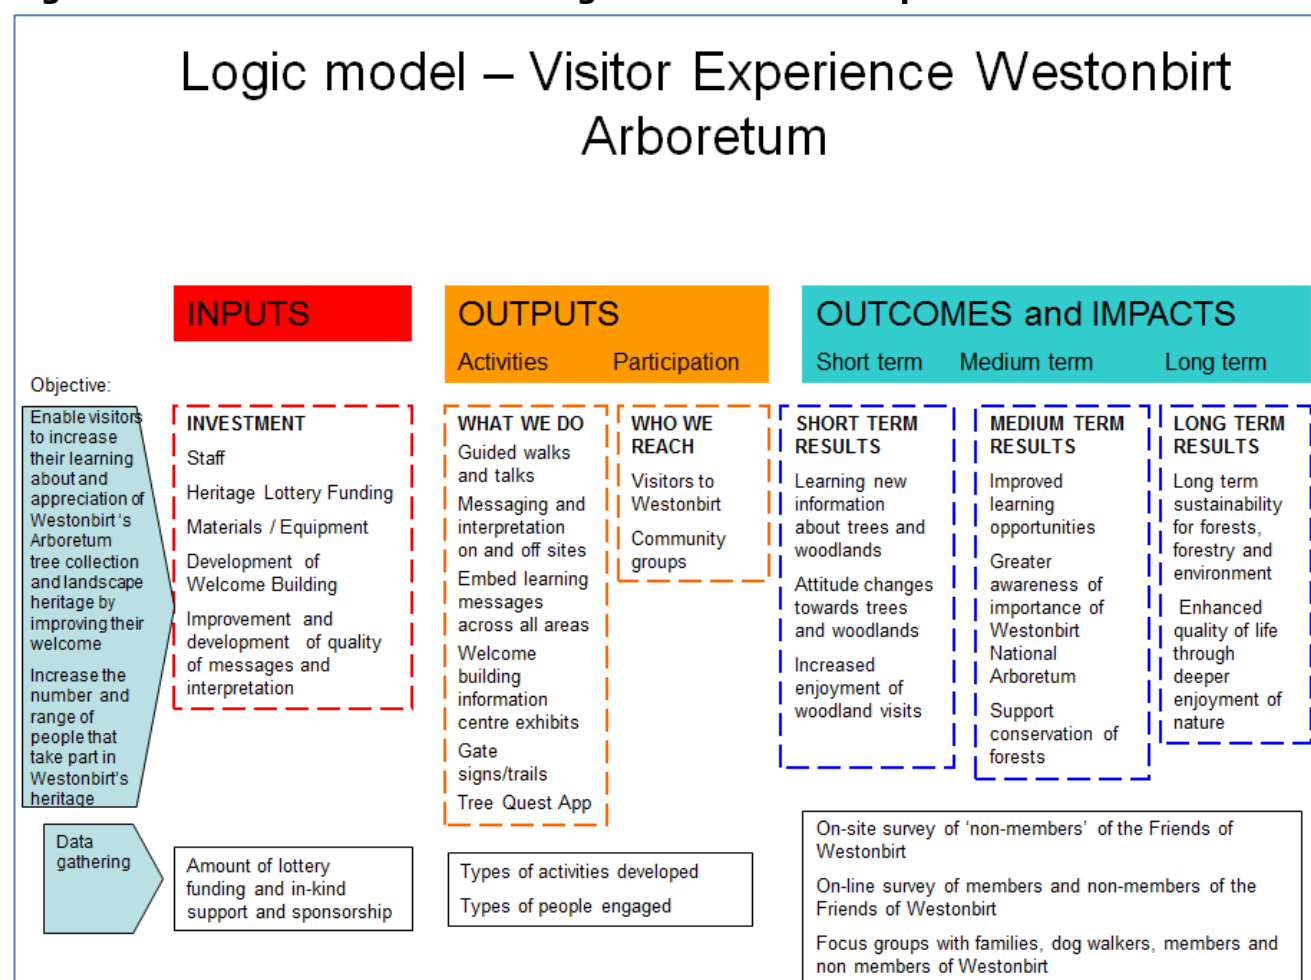 Logic model – Visitor Experience Westonbirt
Arboretum
INPUTS
OUTPUTS
Activities
Participation
OUTCOMES and IMPACTS
Short term
Medium term
Long term
Objective:
Enable visitors
to increase
their learning
about and
appreciation of
Westonbirt 's
Arboretum
tree collection
and landscape
heritage by
improving their
welcome
Increase the
number and
range of
people that
take part in
Westonbirt's
heritage
INVESTMENT
Staff
Heritage Lottery Funding
Materials / Equipment
Development of
Welcome Building
Improvement and
development of quality
of messages and
interpretation
WHAT WE DO
Guided walks
and talks
Messaging and
interpretation
on and off sites
Embed learning
messages
across all areas
Welcome
building
information
centre exhibits
Gate
signs/trails
Tree Quest App
WHO WE
REACH
Visitors to
Westonbirt
Community
groups
SHORT TERM
RESULTS
Learning new
information
about trees and
woodlands
Attitude changes
towards trees
and woodlands
Increased
enjoyment of
woodland visits
MEDIUM TERM
RESULTS
Improved
learning
opportunities
Greater
awareness of
importance of
Westonbirt
National
Arboretum
Support
conservation of
forests
LONG TERM
RESULTS
Long term
sustainability
for forests,
forestry and
environment
Enhanced
quality of life
through
deeper
enjoyment of
nature
Data
gathering
Amount of lottery
funding and in-kind
support and sponsorship
Types of activities developed
Types of people engaged
On-site survey of 'non-members' of the Friends of
Westonbirt
On-line survey of members and non-members of the
Friends of Westonbirt
Focus groups with families, dog walkers, members and
non members of Westonbirt